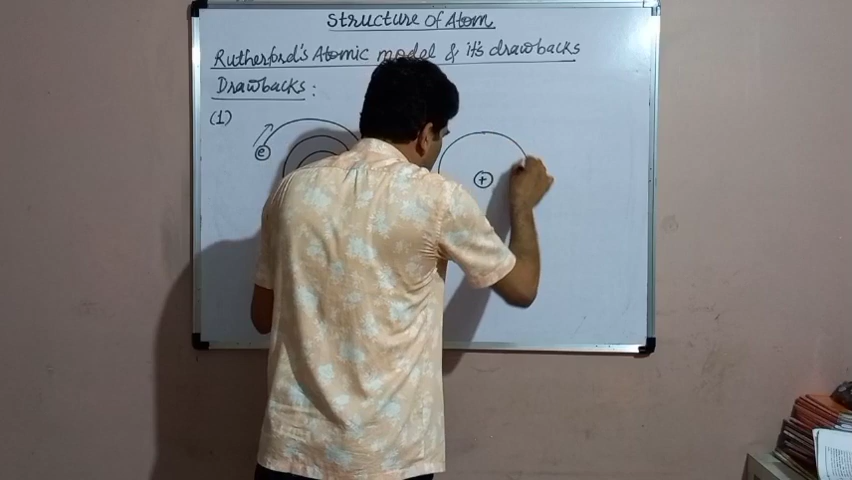 Structure of Atom
Rutherford's Atomic model & it's drawbacks
Drawbacks :
(1)
e
+